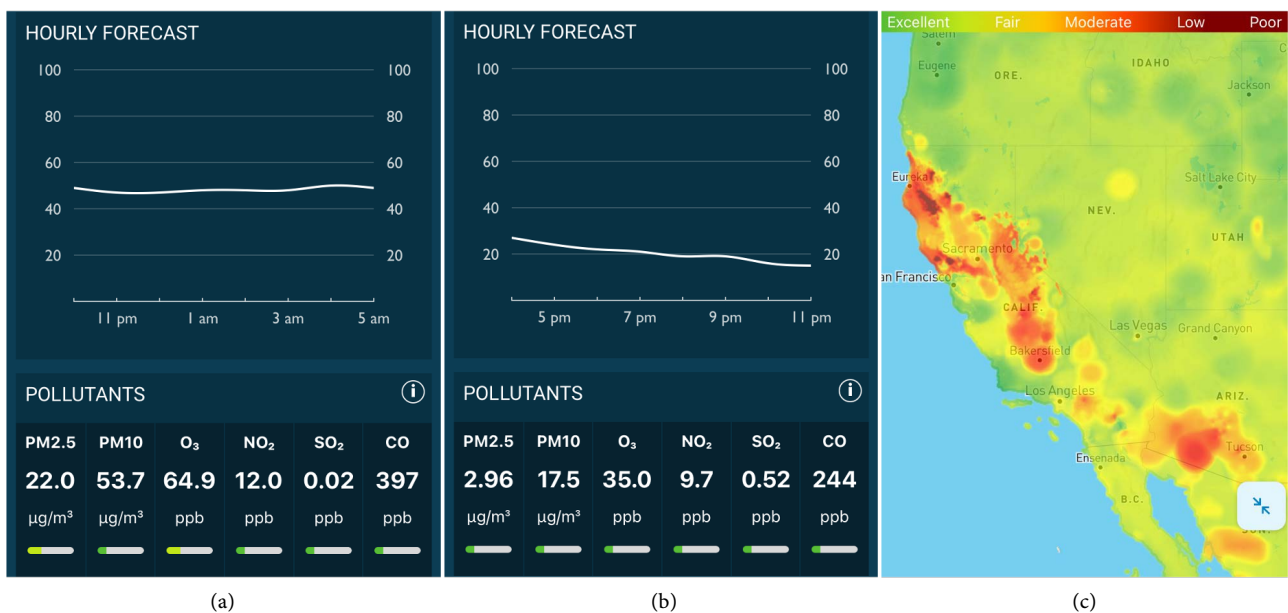 HOURLY FORECAST
100 100
80 80
60 60
40 40
20 20
11 pm 1 am 3 am 5 am
POLLUTANTS i
PM2.5 PM10 O₃ NO₂ SO₂ CO
22.0 53.7 64.9 12.0 0.02 397
μg/m³ μg/m³ ppb ppb ppb ppb
(a)
HOURLY FORECAST
100 100
80 80
60 60
40 40
20 20
5 pm 7 pm 9 pm 11 pm
POLLUTANTS i
PM2.5 PM10 O₃ NO₂ SO₂ CO
2.96 17.5 35.0 9.7 0.52 244
μg/m³ μg/m³ ppb ppb ppb ppb
(b)
Excellent Fair Moderate Low Poor
Salem
Eugene
ORE.
IDAHO
Jackson
Eureka
Salt Lake City
NEV.
UTAH
Sacramento
an Francisco
CALIF.
Las Vegas Grand Canyon
Bakersfield
Los Angeles
ARIZ.
Tucson
Ensenada
B.C.
SON.
(c)